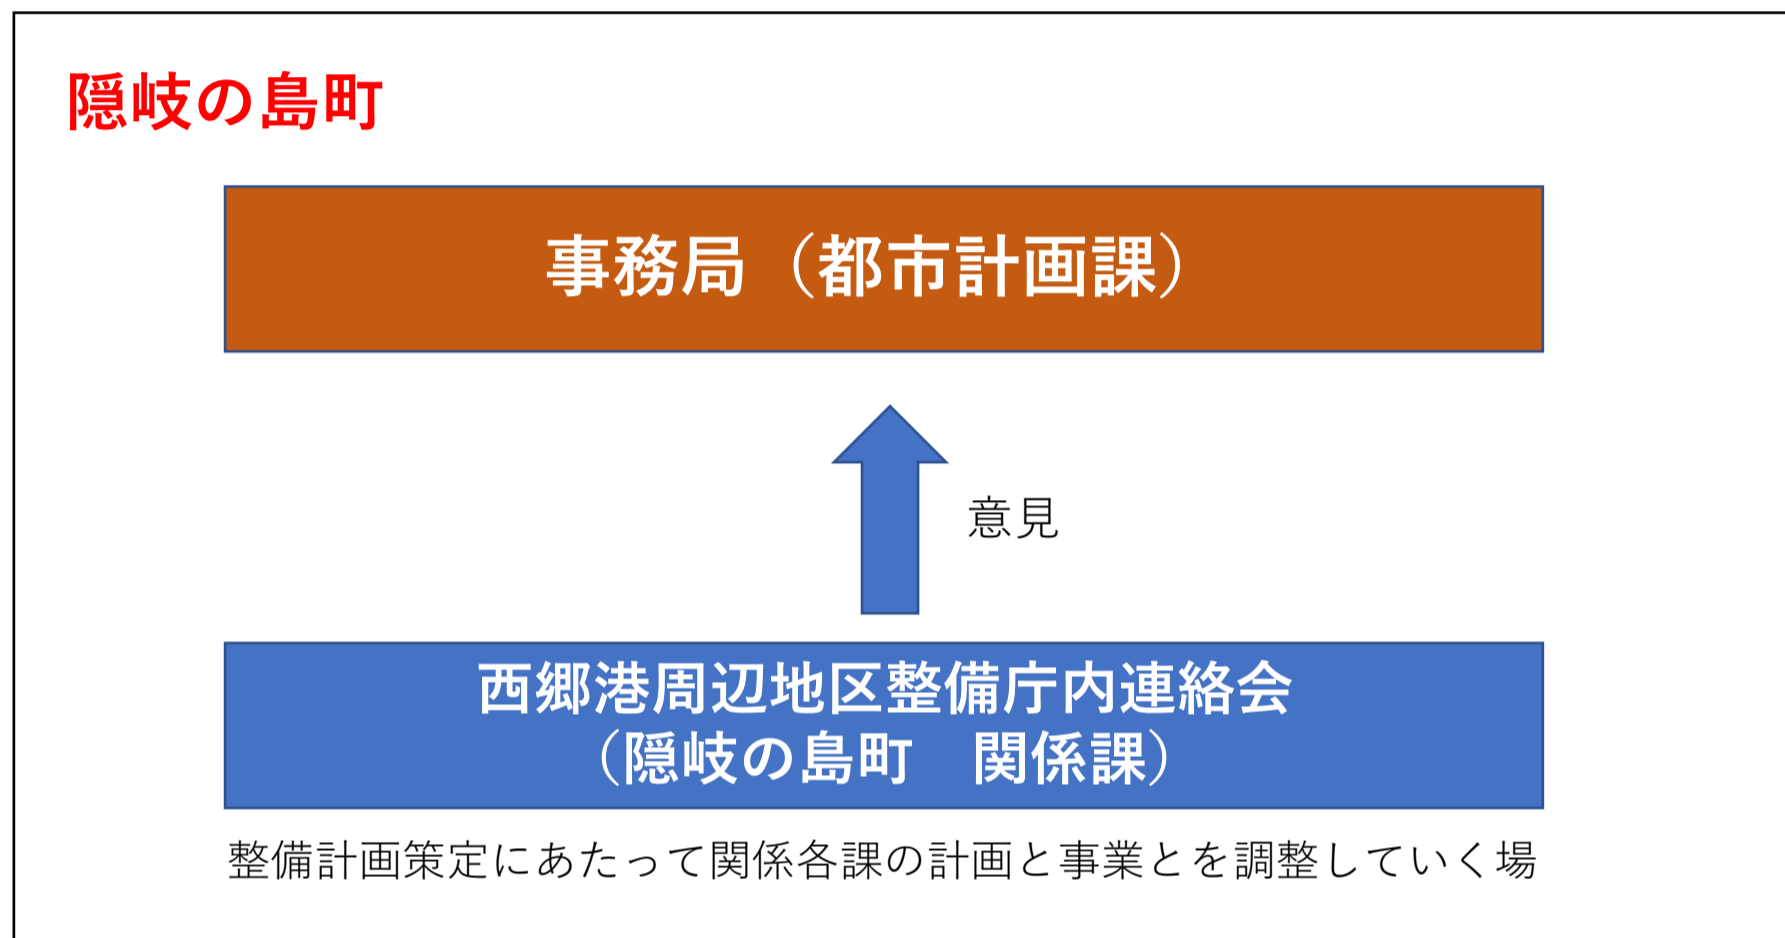 隠岐の島町
事務局（都市計画課）
意見
西郷港周辺地区整備庁内連絡会
（隠岐の島町　関係課）
整備計画策定にあたって関係各課の計画と事業とを調整していく場